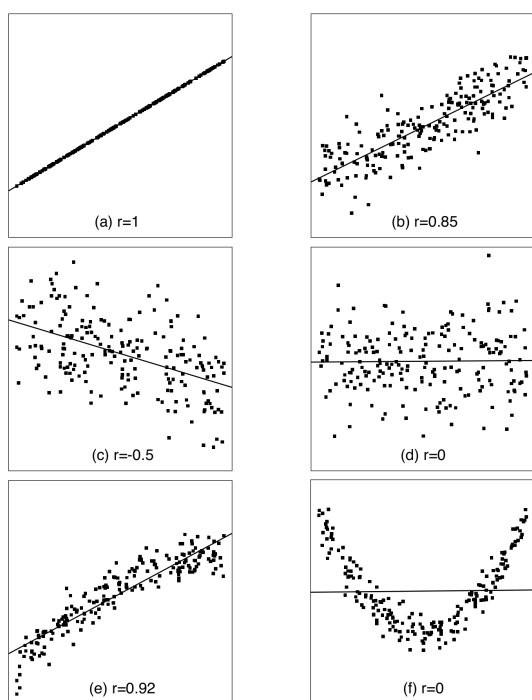 (a) r=1
(b) r=0.85
(c) r=-0.5
(d) r=0
(e) r=0.92
(f) r=0